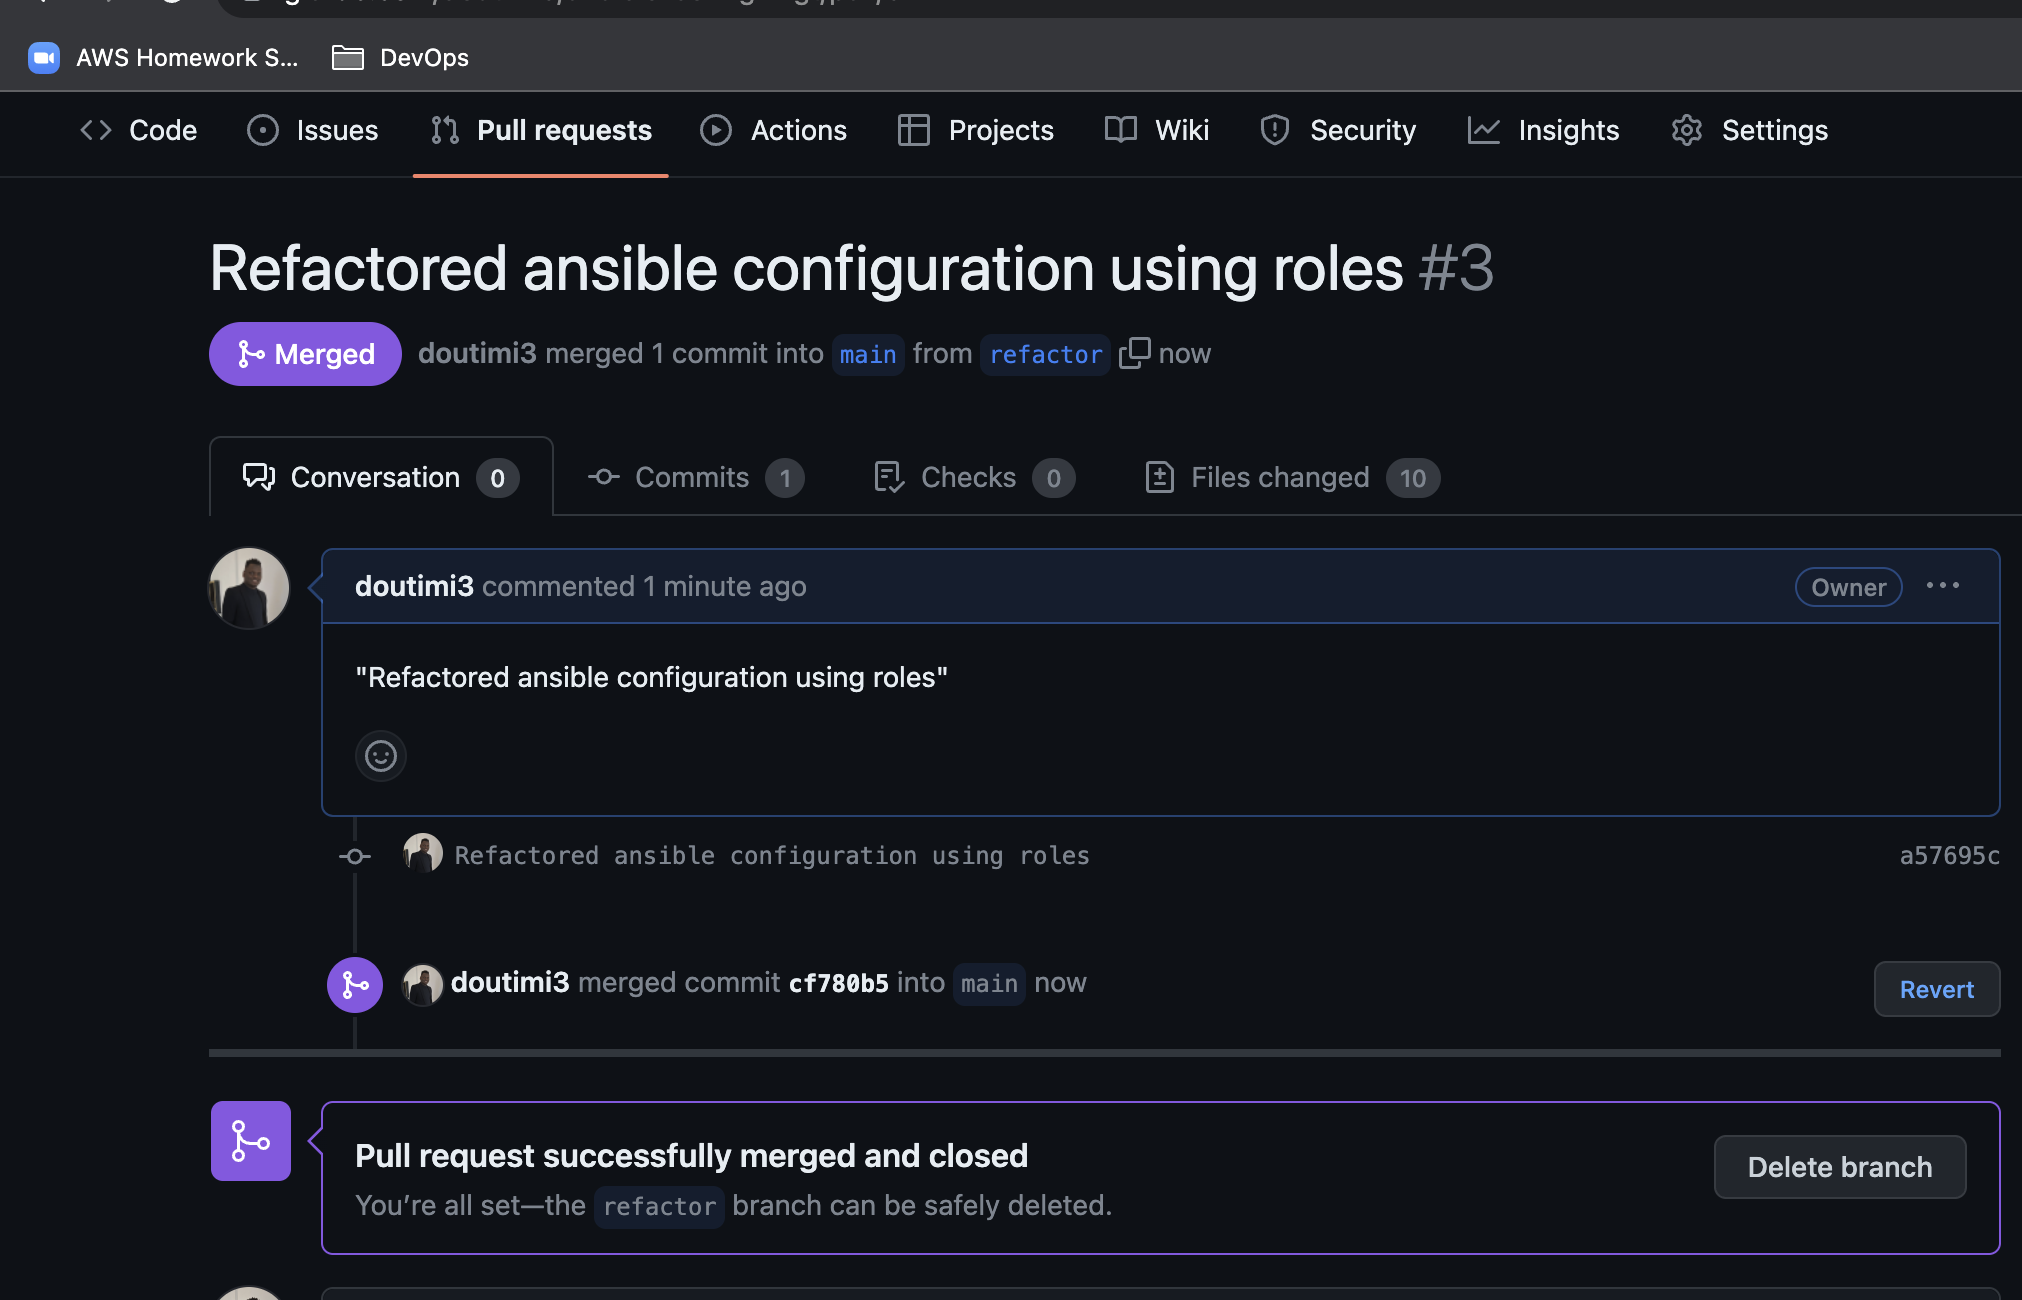 AWS Homework S... DevOps
Code Issues Pull requests Actions Projects Wiki Security Insights Settings
Refactored ansible configuration using roles #3
Merged doutimi3 merged 1 commit into main from refactor now
Conversation 0 Commits 1 Checks 0 Files changed 10
doutimi3 commented 1 minute ago Owner ...
"Refactored ansible configuration using roles"
Refactored ansible configuration using roles a57695c
doutimi3 merged commit cf780b5 into main now Revert
Pull request successfully merged and closed
Delete branch
You’re all set—the refactor branch can be safely deleted.